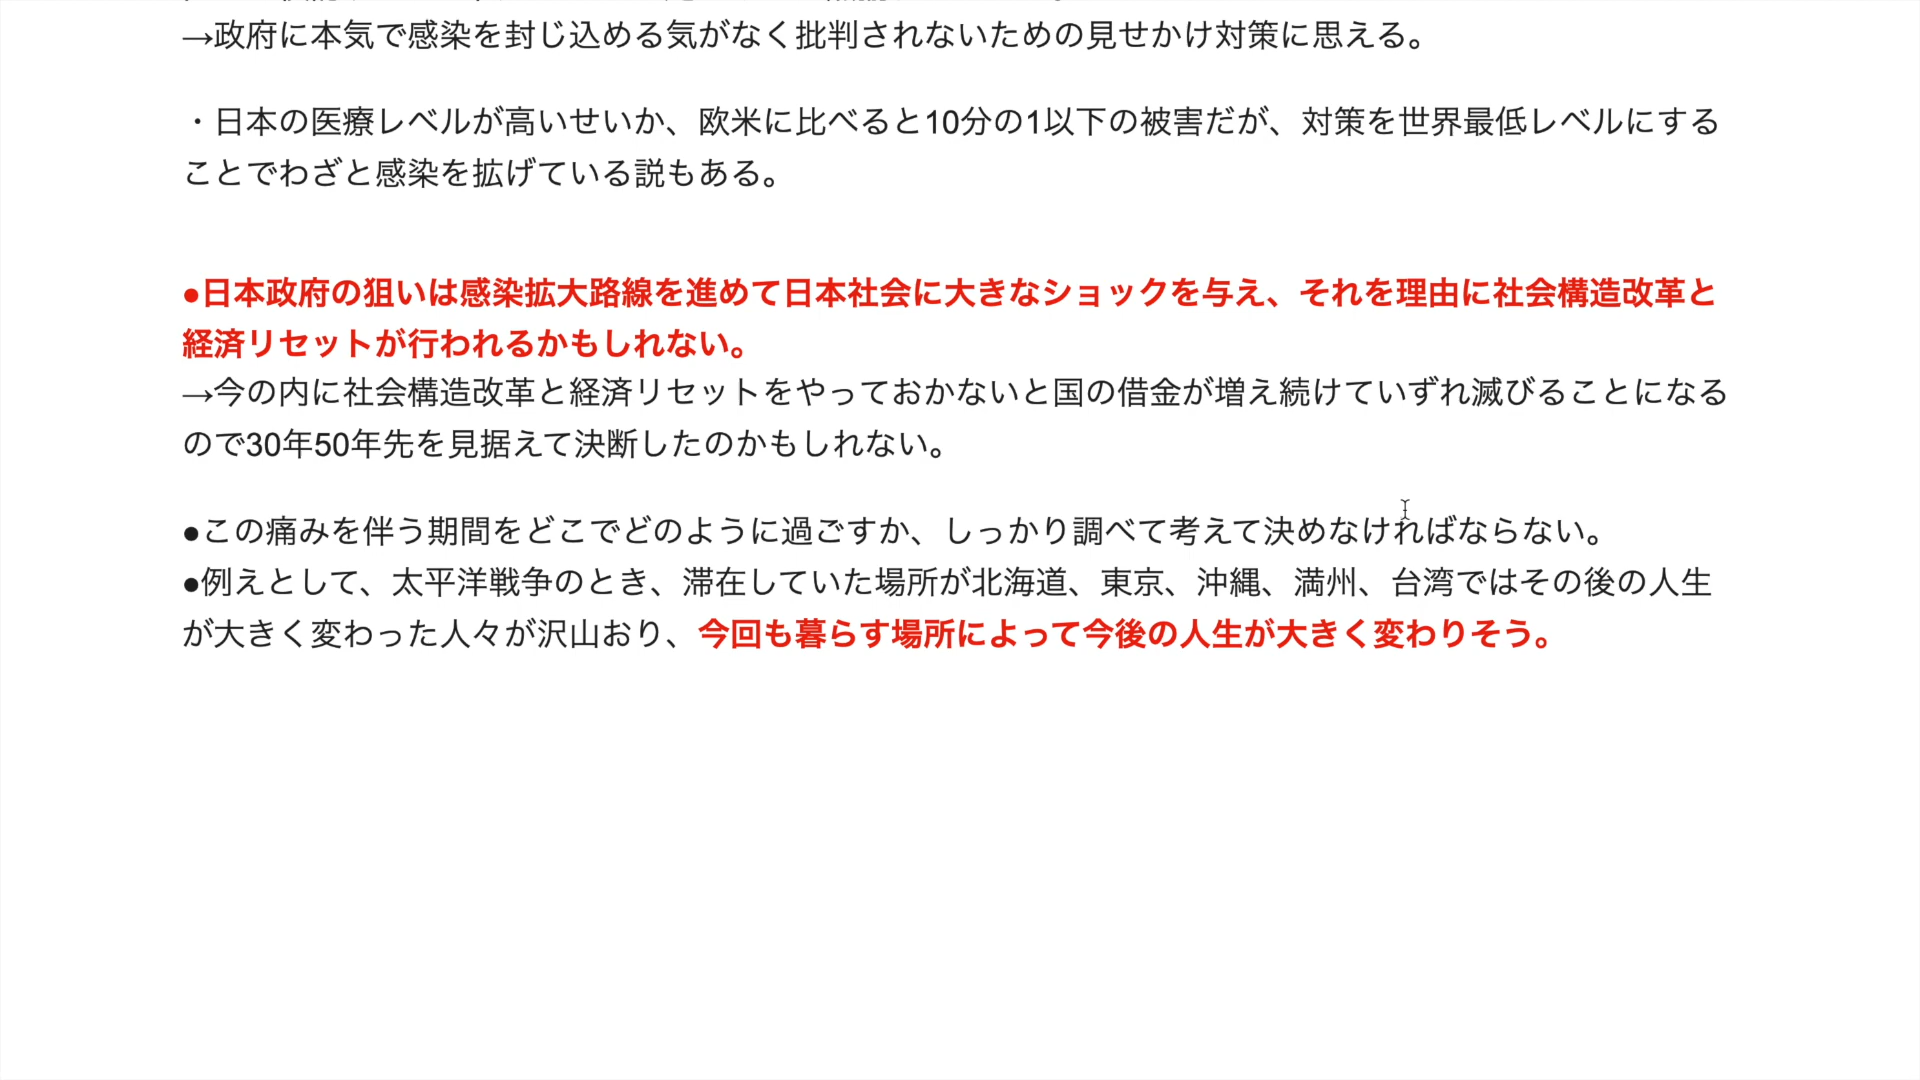 →政府に本気で感染を封じ込める気がなく批判されないための見せかけ対策に思える。
・日本の医療レベルが高いせいか、欧米に比べると10分の1以下の被害だが、対策を世界最低レベルにする
ことでわざと感染を拡げている説もある。
●日本政府の狙いは感染拡大路線を進めて日本社会に大きなショックを与え、それを理由に社会構造改革と
経済リセットが行われるかもしれない。
→今の内に社会構造改革と経済リセットをやっておかないと国の借金が増え続けていずれ滅びることになる
ので30年50年先を見据えて決断したのかもしれない。
●この痛みを伴う期間をどこでどのように過ごすか、しっかり調べて考えて決めなければならない。
●例えとして、太平洋戦争のとき、滞在していた場所が北海道、東京、沖縄、満州、台湾ではその後の人生
が大きく変わった人々が沢山おり、今回も暮らす場所によって今後の人生が大きく変わりそう。